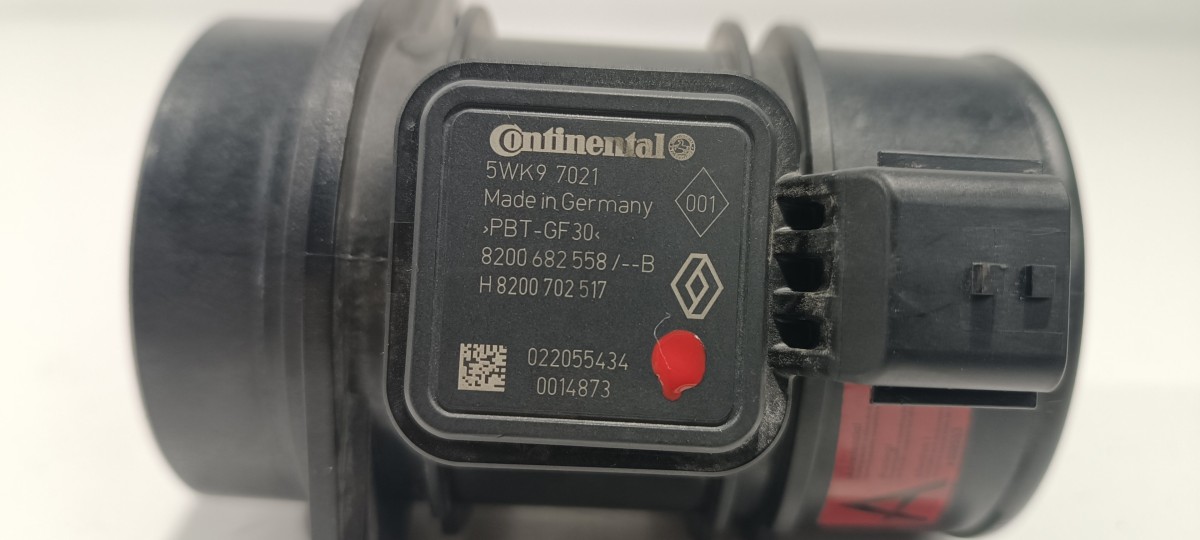 Continental
5WK9 7021
Made in Germany
001
>PBT-GF30<
8200 682 558 /--B
H 8200 702 517
022055434
0014873
A